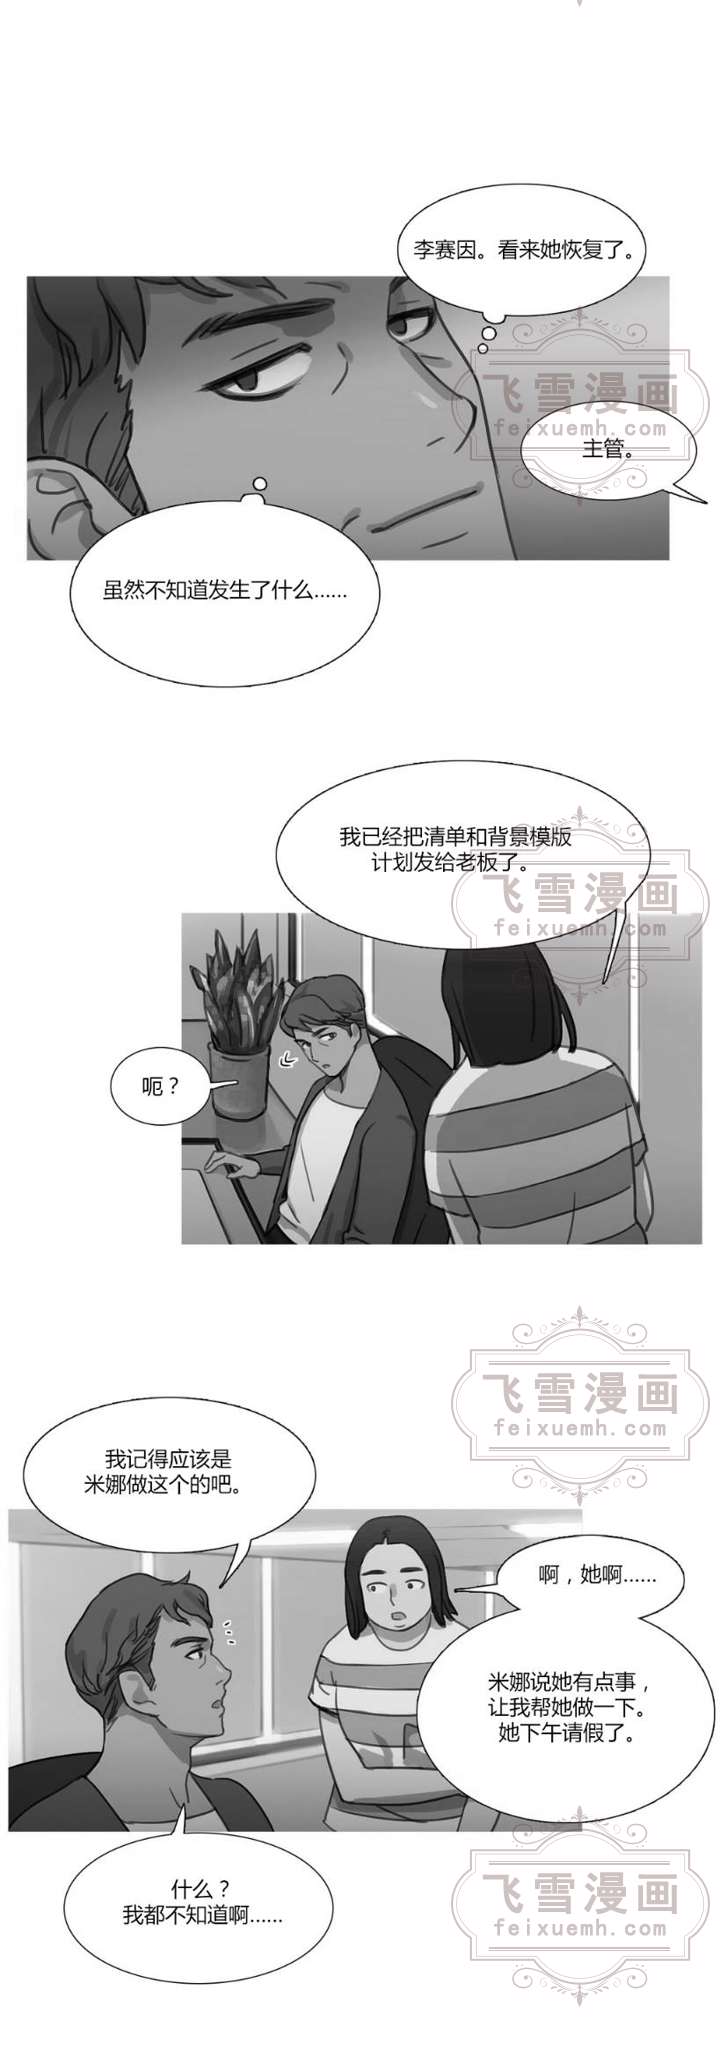 李赛因。看来她恢复了。
飞雪漫画
feixuemh.com
主管。
虽然不知道发生了什么……
我已经把清单和背景模版
计划发给老板了。
飞雪漫画
feixuemh.com
呃？
飞雪漫画
feixuemh.com
我记得应该是
米娜做这个的吧。
啊，她啊……
米娜说她有点事，
让我帮她做一下。
她下午请假了。
什么？
我都不知道啊……
飞雪漫画
feixuemh.com